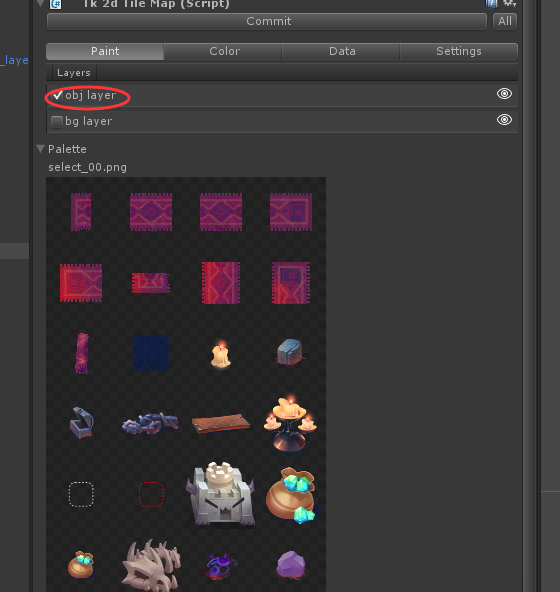 Tk 2d Tile Map (Script)
Commit
All
Paint
Color
Data
Settings
_laye
Layers
obj layer
bg layer
Palette
select_00.png